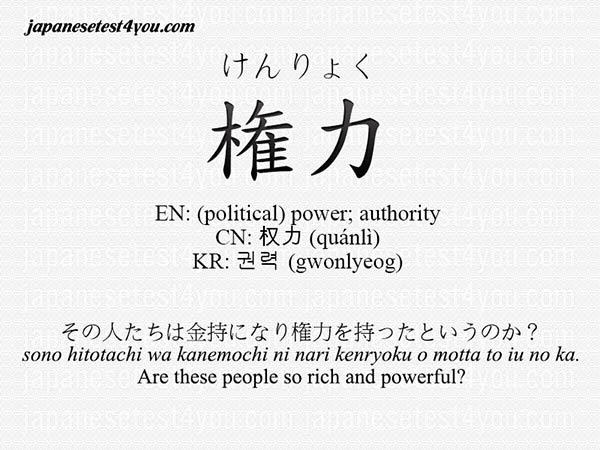 japanesetest4you.com
けんりょく
権力
EN: (political) power; authority
CN: 权力 (quánlì)
KR: 권력 (gwonlyeog)
その人たちは金持になり権力を持ったというのか？
sono hitotachi wa kanemochi ni nari kenryoku o motta to iu no ka.
Are these people so rich and powerful?